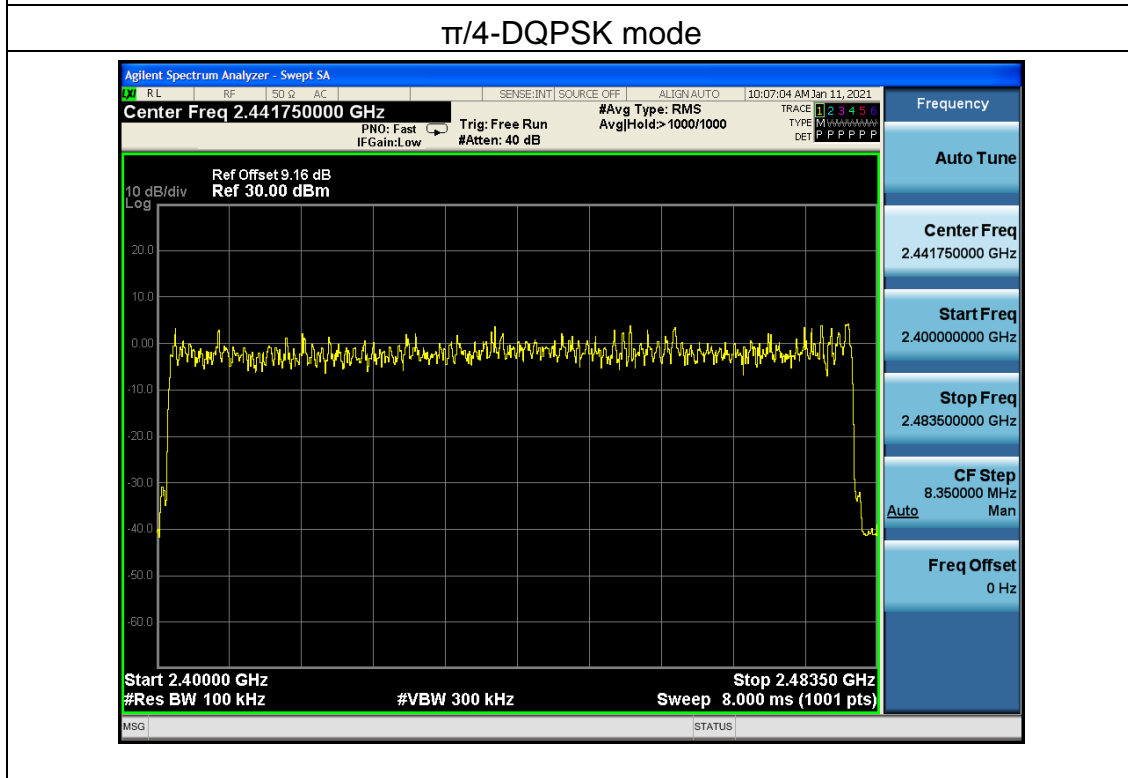 π/4-DQPSK mode
Agilent Spectrum Analyzer - Swept SA
LXI RL RF 50 Ω AC SENSE:INT SOURCE OFF ALIGN AUTO 10:07:04 AM Jan 11, 2021
Center Freq 2.441750000 GHz
PNO: Fast
IFGain:Low
Trig: Free Run
#Atten: 40 dB
#Avg Type: RMS
Avg|Hold:>1000/1000
TRACE 1 2 3 4 5 6
TYPE M
DET P P P P P P
Ref Offset 9.16 dB
10 dB/div Ref 30.00 dBm
Log
20.0
10.0
0.00
-10.0
-20.0
-30.0
-40.0
-50.0
-60.0
Start 2.40000 GHz Stop 2.48350 GHz
#Res BW 100 kHz #VBW 300 kHz Sweep 8.000 ms (1001 pts)
MSG STATUS
Frequency
Auto Tune
Center Freq
2.441750000 GHz
Start Freq
2.400000000 GHz
Stop Freq
2.483500000 GHz
CF Step
8.350000 MHz
Auto Man
Freq Offset
0 Hz